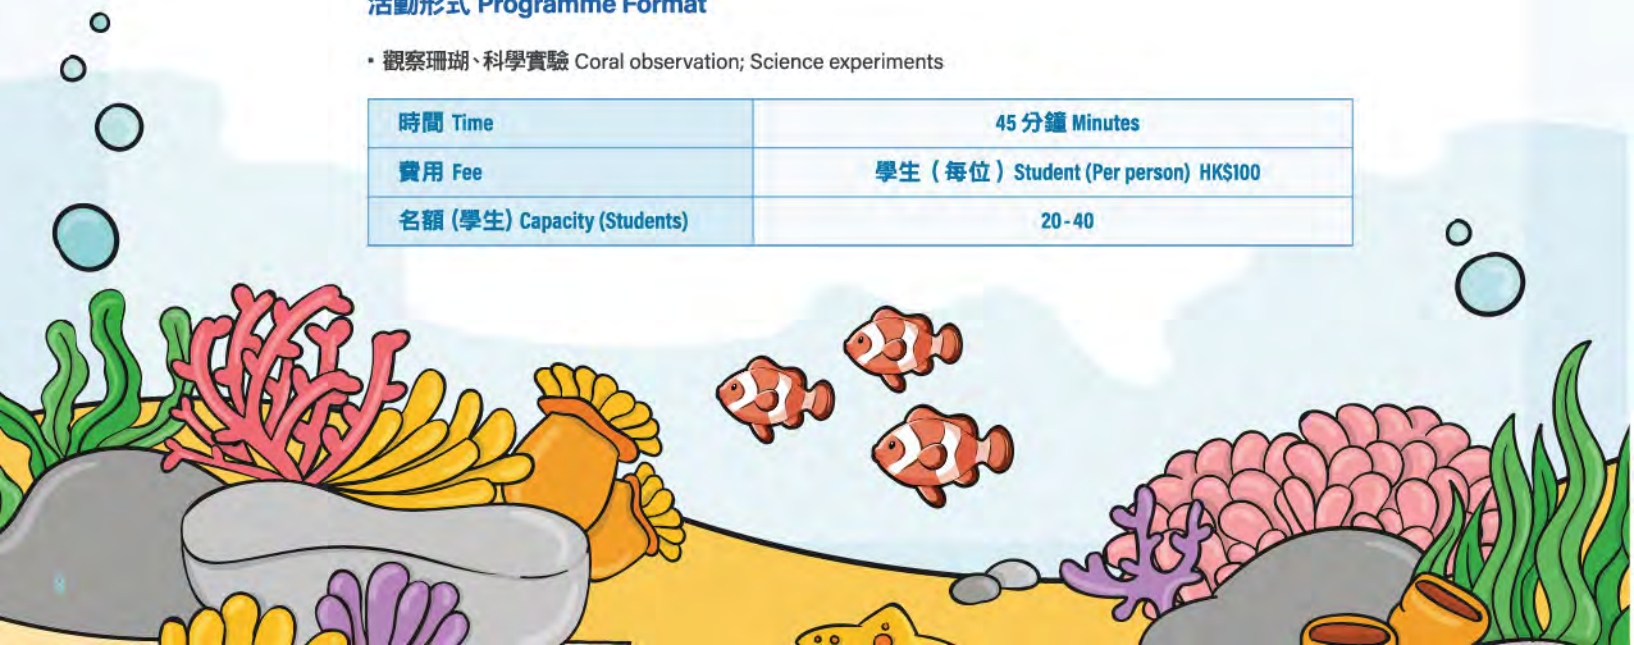 活動形式 Programme Format
• 觀察珊瑚、科學實驗 Coral observation; Science experiments
時間 Time 45 分鐘 Minutes
費用 Fee 學生（每位）Student (Per person) HK$100
名額 (學生) Capacity (Students) 20-40